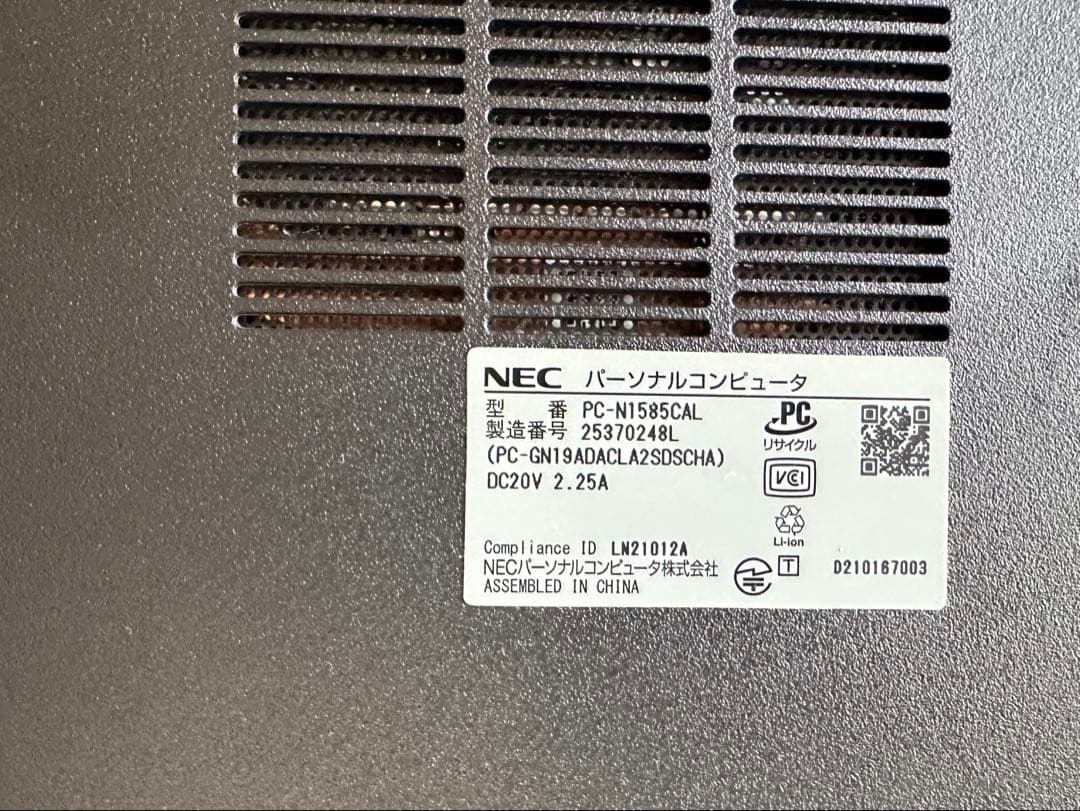 NEC パーソナルコンピュータ
型 番 PC-N1585CAL
製造番号 25370248L
(PC-GN19ADACLA2SDSCHA)
DC20V 2.25A
PC
リサイクル
VCI
Li-ion
Compliance ID LN21012A
NECパーソナルコンピュータ株式会社
ASSEMBLED IN CHINA
T
D210167003